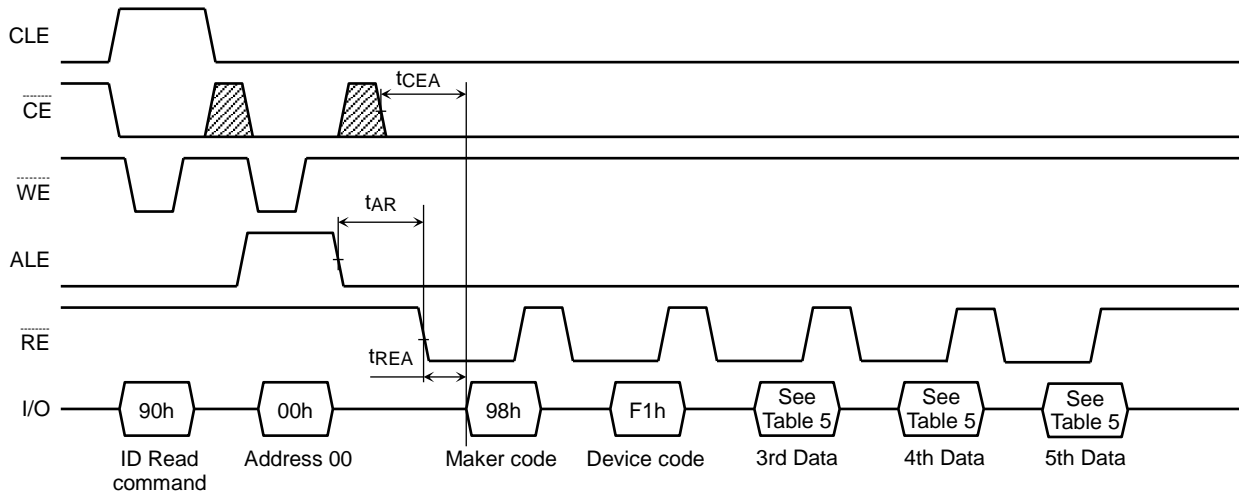 CLE
tCEA
CE
WE
tAR
ALE
RE
tREA
I/O 90h 00h 98h F1h See Table 5 See Table 5 See Table 5
ID Read command Address 00 Maker code Device code 3rd Data 4th Data 5th Data